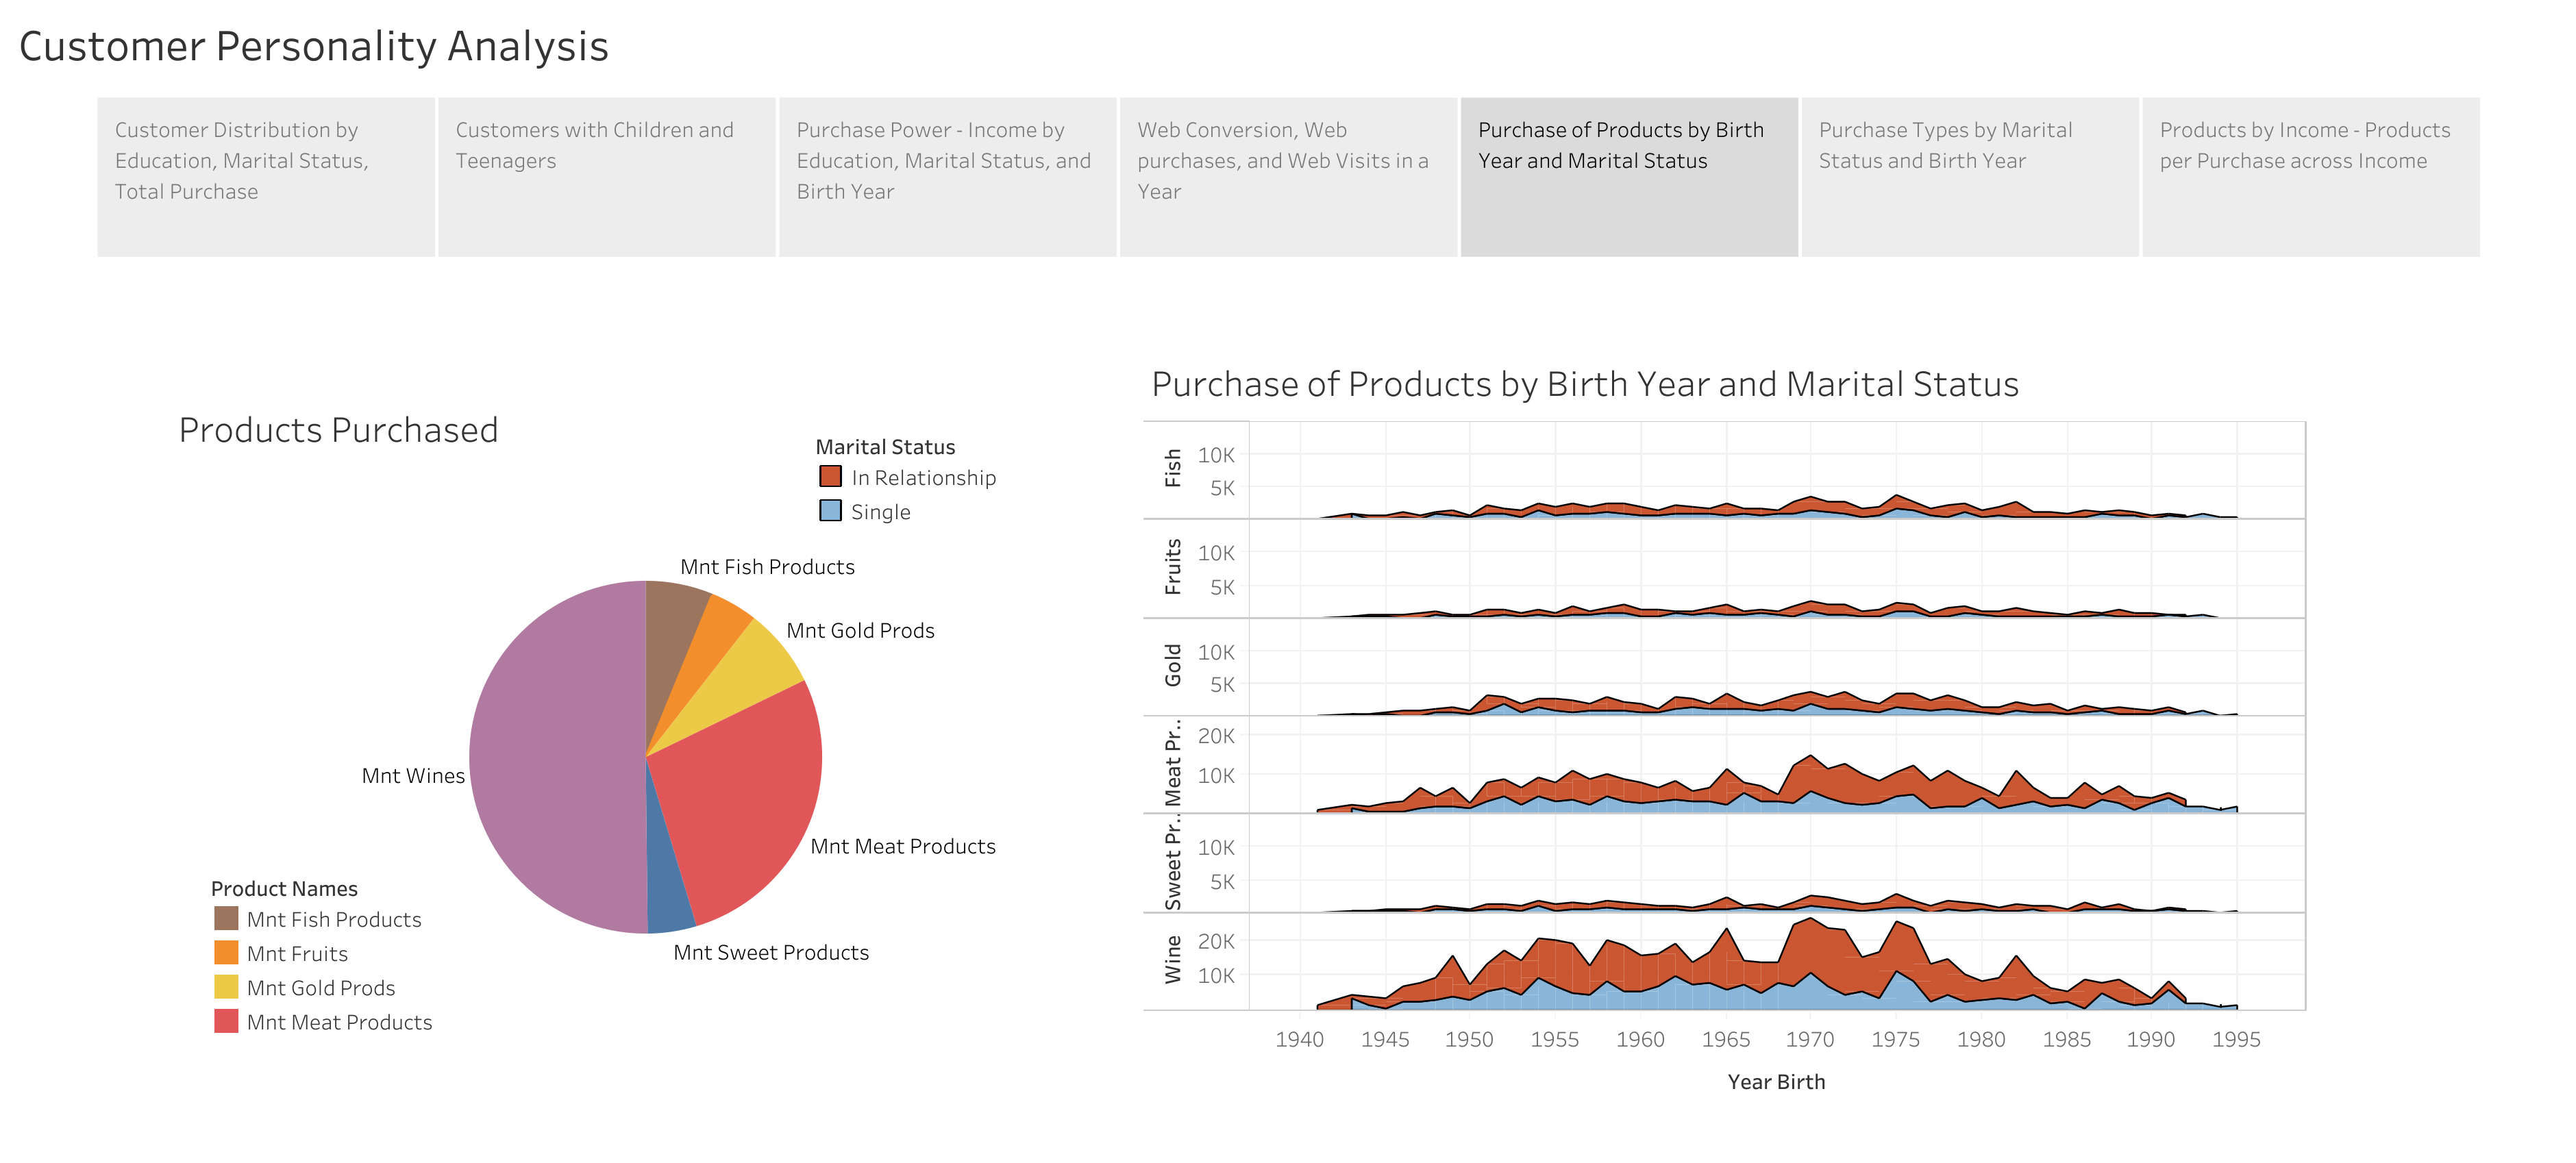 Customer Personality Analysis
Customer Distribution by
Education, Marital Status,
Total Purchase
Customers with Children and
Teenagers
Purchase Power - Income by
Education, Marital Status, and
Birth Year
Web Conversion, Web
purchases, and Web Visits in a
Year
Purchase of Products by Birth
Year and Marital Status
Purchase Types by Marital
Status and Birth Year
Products by Income - Products
per Purchase across Income
Products Purchased
Marital Status
In Relationship
Single
Mnt Fish Products
Mnt Gold Prods
Mnt Wines
Mnt Meat Products
Mnt Sweet Products
Product Names
Mnt Fish Products
Mnt Fruits
Mnt Gold Prods
Mnt Meat Products
Purchase of Products by Birth Year and Marital Status
Fish
10K
5K
Fruits
10K
5K
Gold
10K
5K
Meat Pr..
20K
10K
Sweet Pr..
10K
5K
Wine
20K
10K
1940 1945 1950 1955 1960 1965 1970 1975 1980 1985 1990 1995
Year Birth